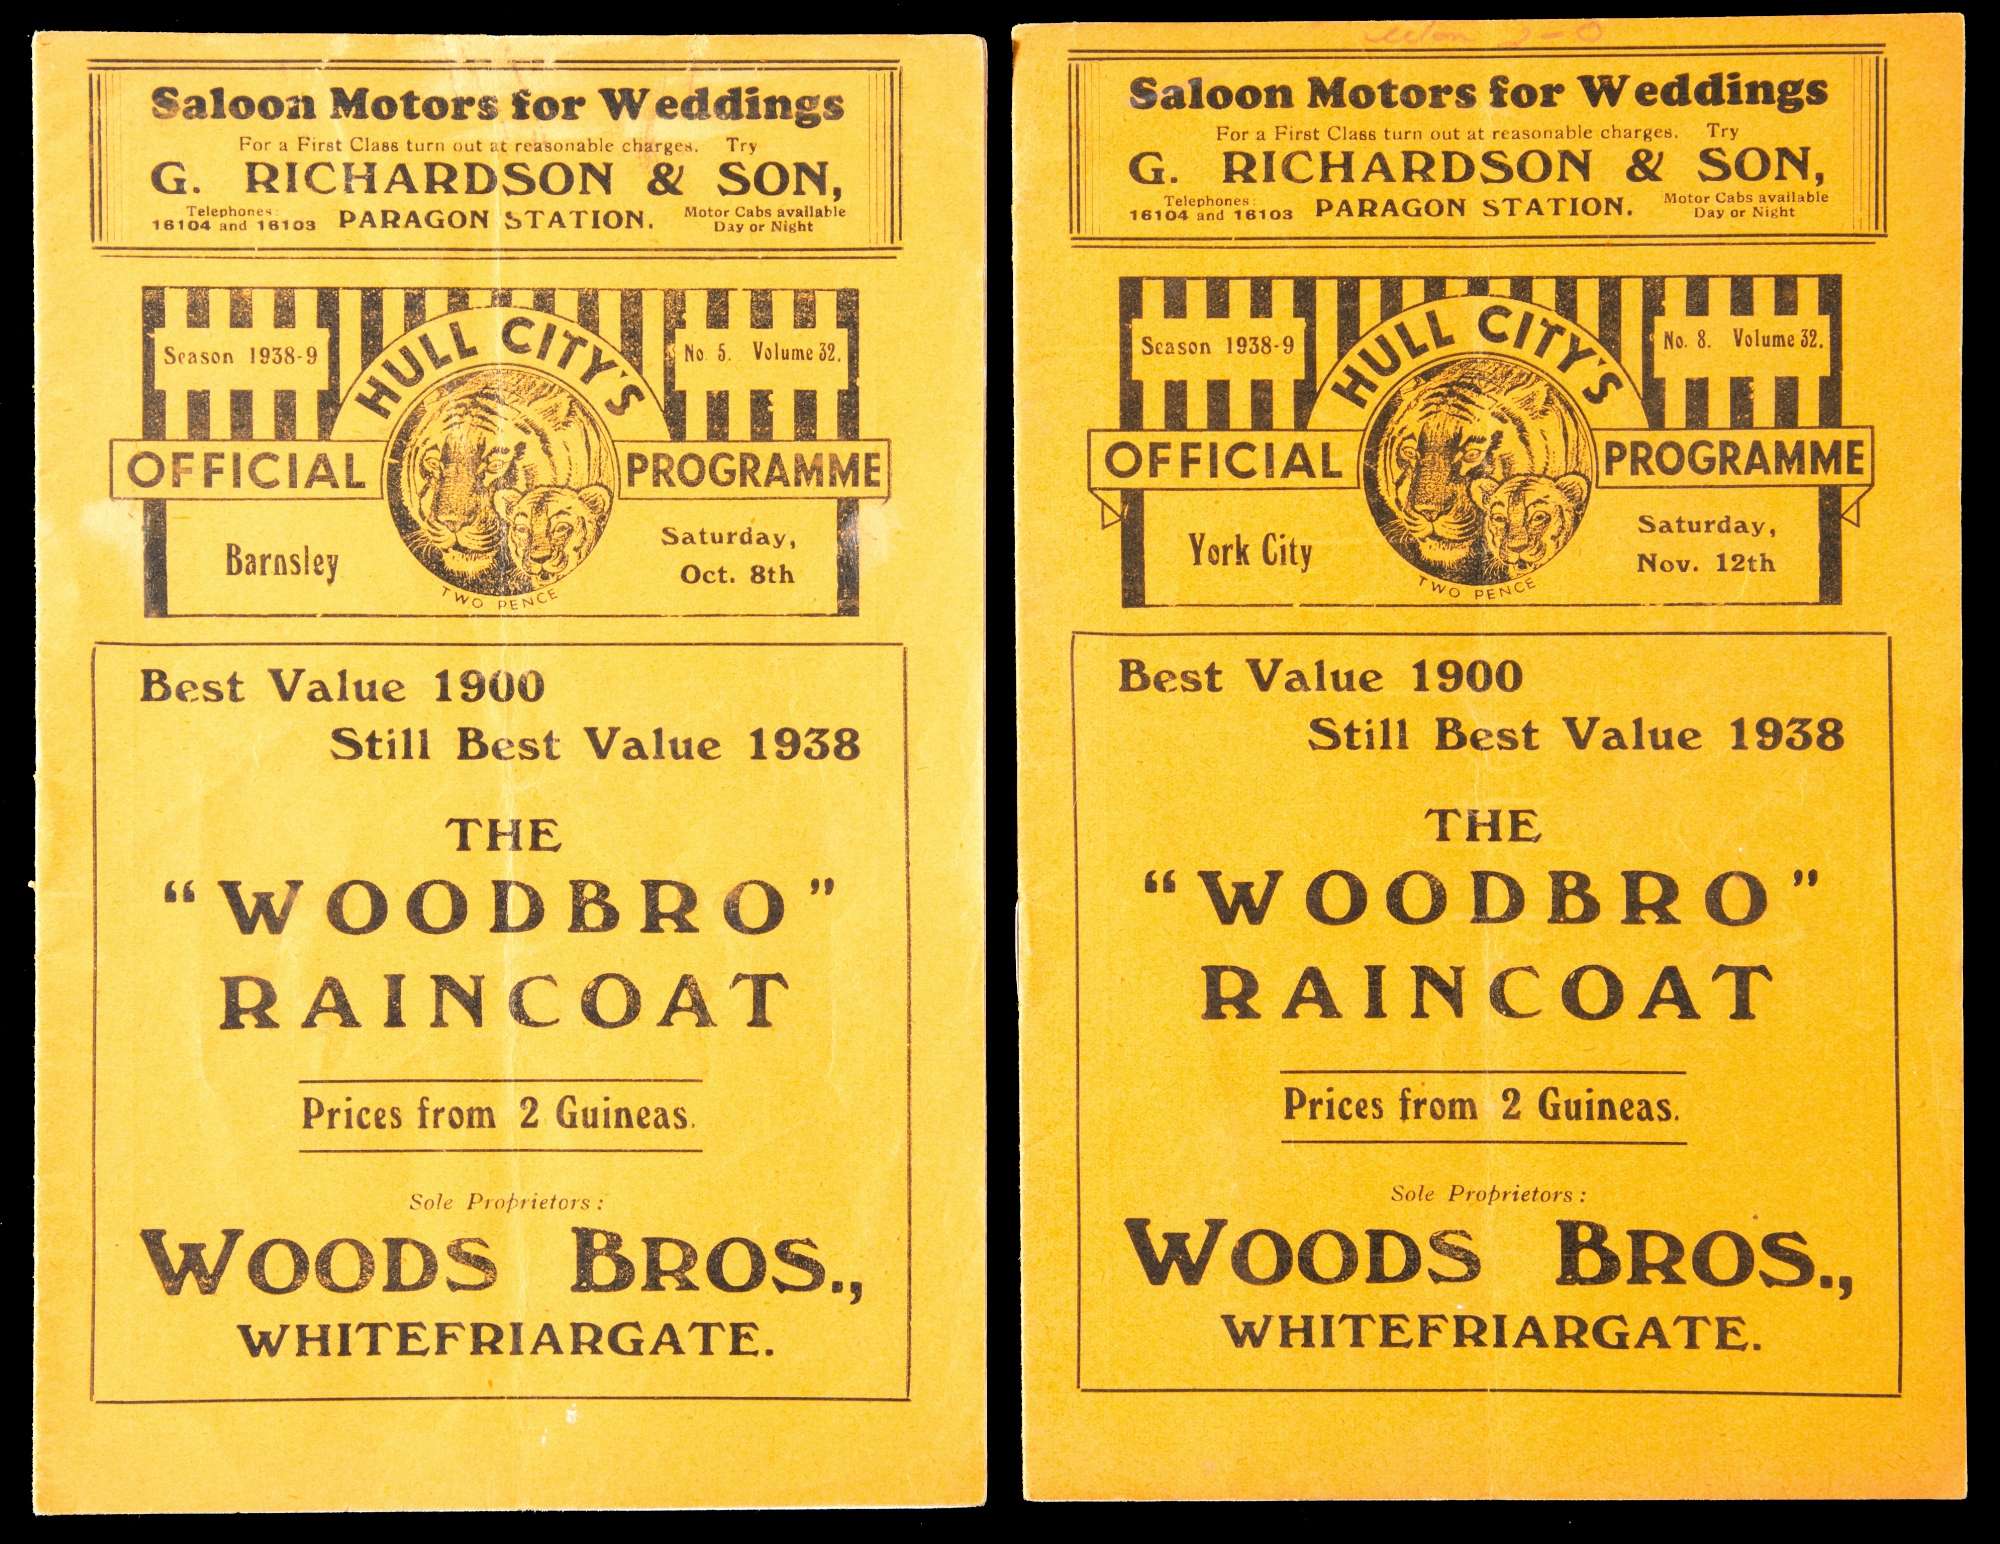 Saloon Motors for Weddings
For a First Class turn out at reasonable charges. Try
G. RICHARDSON & SON,
Telephones:
16104 and 16103
PARAGON STATION.
Motor Cabs available
Day or Night
Season 1938-9
HULL CITY'S
No. 5. Volume 32.
OFFICIAL PROGRAMME
Barnsley
Saturday,
Oct. 8th
TWO PENCE
Best Value 1900
Still Best Value 1938
THE
"WOODBRO"
RAINCOAT
Prices from 2 Guineas.
Sole Proprietors:
WOODS BROS.,
WHITEFRIARGATE.
2-0
Saloon Motors for Weddings
For a First Class turn out at reasonable charges. Try
G. RICHARDSON & SON,
Telephones:
16104 and 16103
PARAGON STATION.
Motor Cabs available
Day or Night
Season 1938-9
HULL CITY'S
No. 8. Volume 32.
OFFICIAL PROGRAMME
York City
Saturday,
Nov. 12th
TWO PENCE
Best Value 1900
Still Best Value 1938
THE
"WOODBRO"
RAINCOAT
Prices from 2 Guineas.
Sole Proprietors:
WOODS BROS.,
WHITEFRIARGATE.